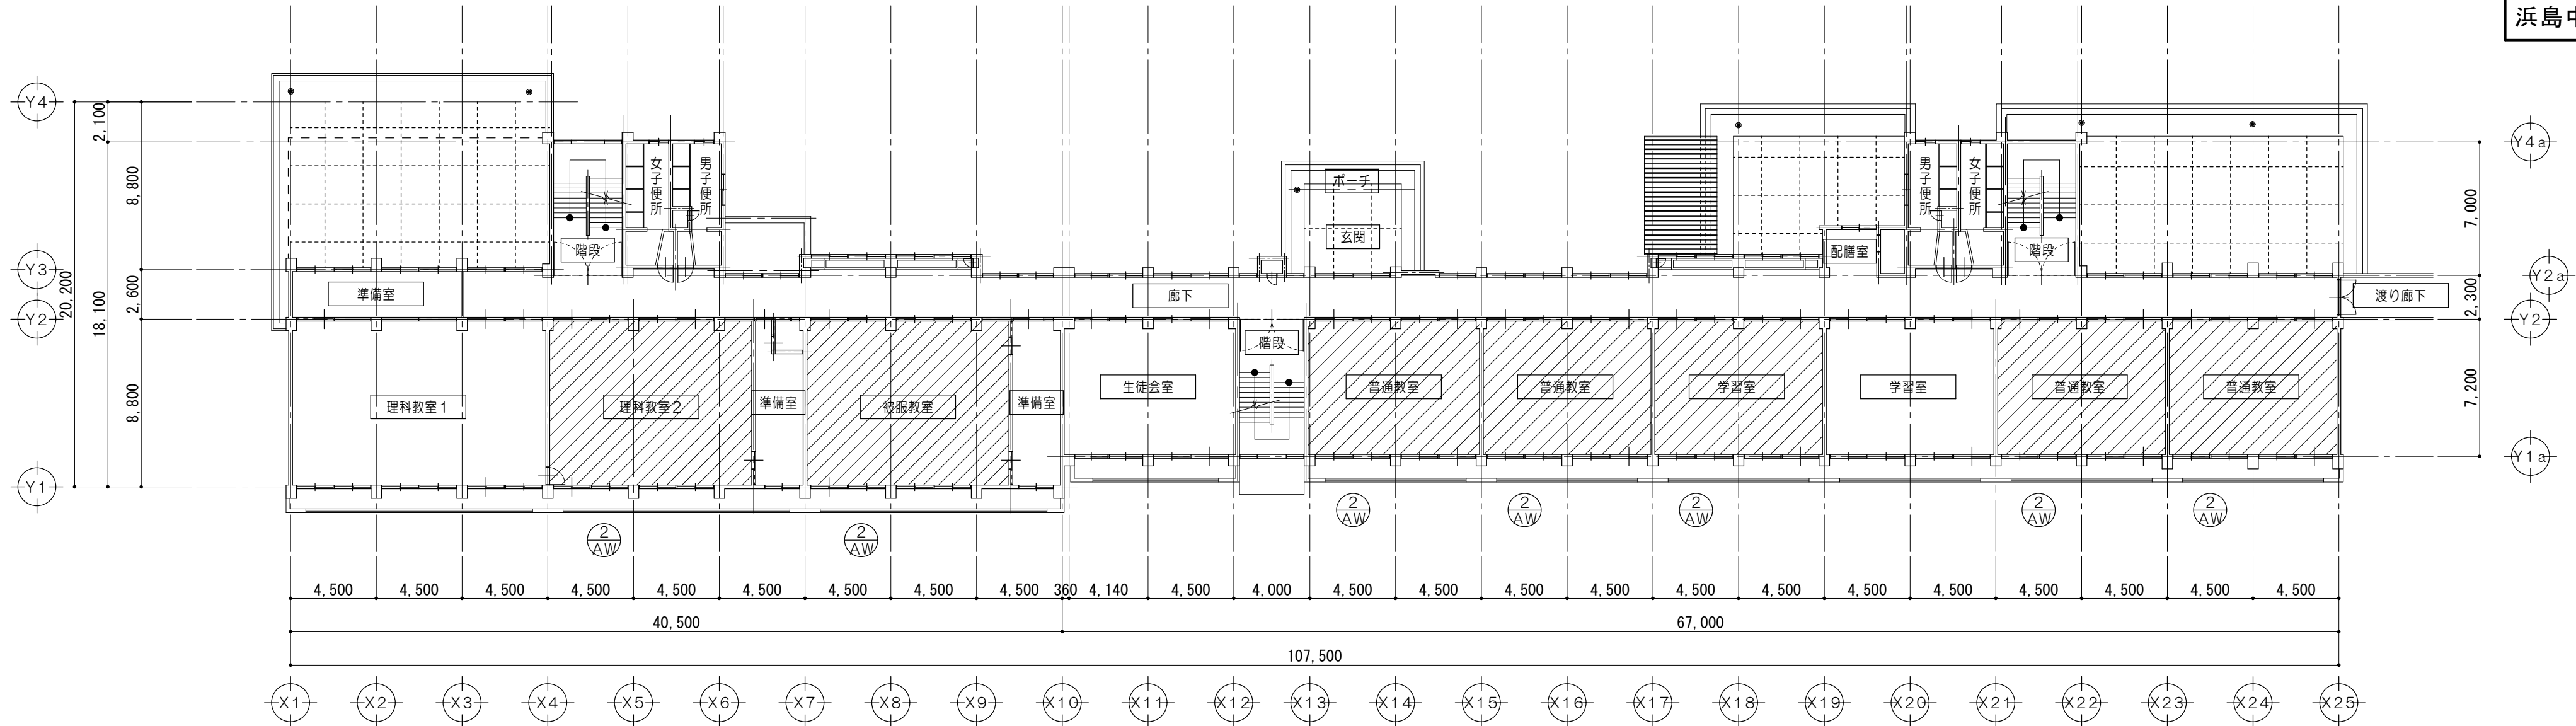 浜島中
Y4
Y3
Y2
Y1
20,200
18,100
2,100
8,800
2,600
8,800
Y4a
Y2a
Y2
Y1a
7,000
2,300
7,200
女子便所
男子便所
階段
ポーチ
玄関
男子便所
女子便所
階段
配膳室
準備室
廊下
渡り廊下
階段
理科教室1
理科教室2
準備室
被服教室
準備室
生徒会室
普通教室
普通教室
学習室
学習室
普通教室
普通教室
2
AW
2
AW
2
AW
2
AW
2
AW
2
AW
2
AW
4,500 4,500 4,500 4,500 4,500 4,500 4,500 4,500 4,500 360 4,140 4,500 4,000 4,500 4,500 4,500 4,500 4,500 4,500 4,500 4,500 4,500 4,500 4,500 4,500
40,500 67,000
107,500
X1 X2 X3 X4 X5 X6 X7 X8 X9 X10 X11 X12 X13 X14 X15 X16 X17 X18 X19 X20 X21 X22 X23 X24 X25